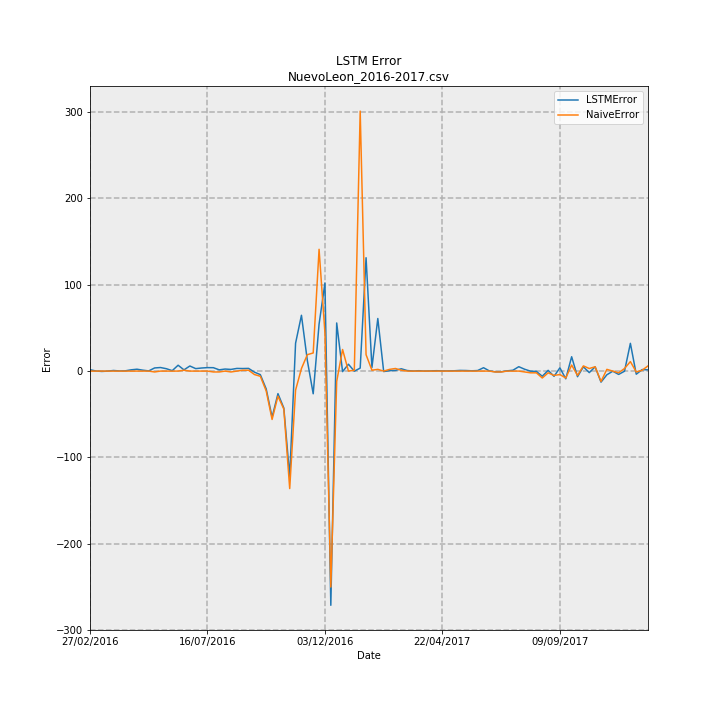 LSTM Error
NuevoLeon_2016-2017.csv
LSTMError
NaiveError
300
200
100
0
−100
−200
−300
Error
27/02/2016
16/07/2016
03/12/2016
22/04/2017
09/09/2017
Date